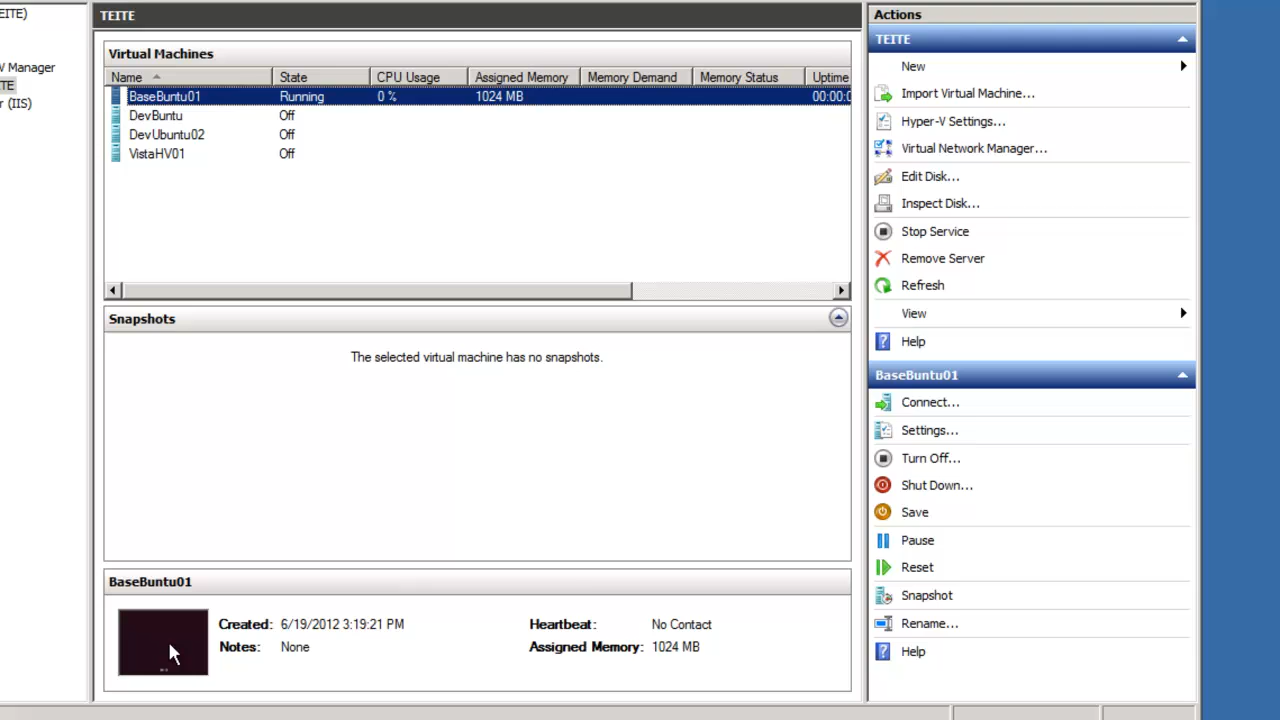 EITE)
V Manager
TE
r (IIS)
TEITE
Virtual Machines
Name State CPU Usage Assigned Memory Memory Demand Memory Status Uptime
BaseBuntu01 Running 0 % 1024 MB 00:00:0
DevBuntu Off
DevUbuntu02 Off
VistaHV01 Off
Snapshots
The selected virtual machine has no snapshots.
BaseBuntu01
Created: 6/19/2012 3:19:21 PM Heartbeat: No Contact
Notes: None Assigned Memory: 1024 MB
Actions
TEITE
New
Import Virtual Machine...
Hyper-V Settings...
Virtual Network Manager...
Edit Disk...
Inspect Disk...
Stop Service
Remove Server
Refresh
View
Help
BaseBuntu01
Connect...
Settings...
Turn Off...
Shut Down...
Save
Pause
Reset
Snapshot
Rename...
Help